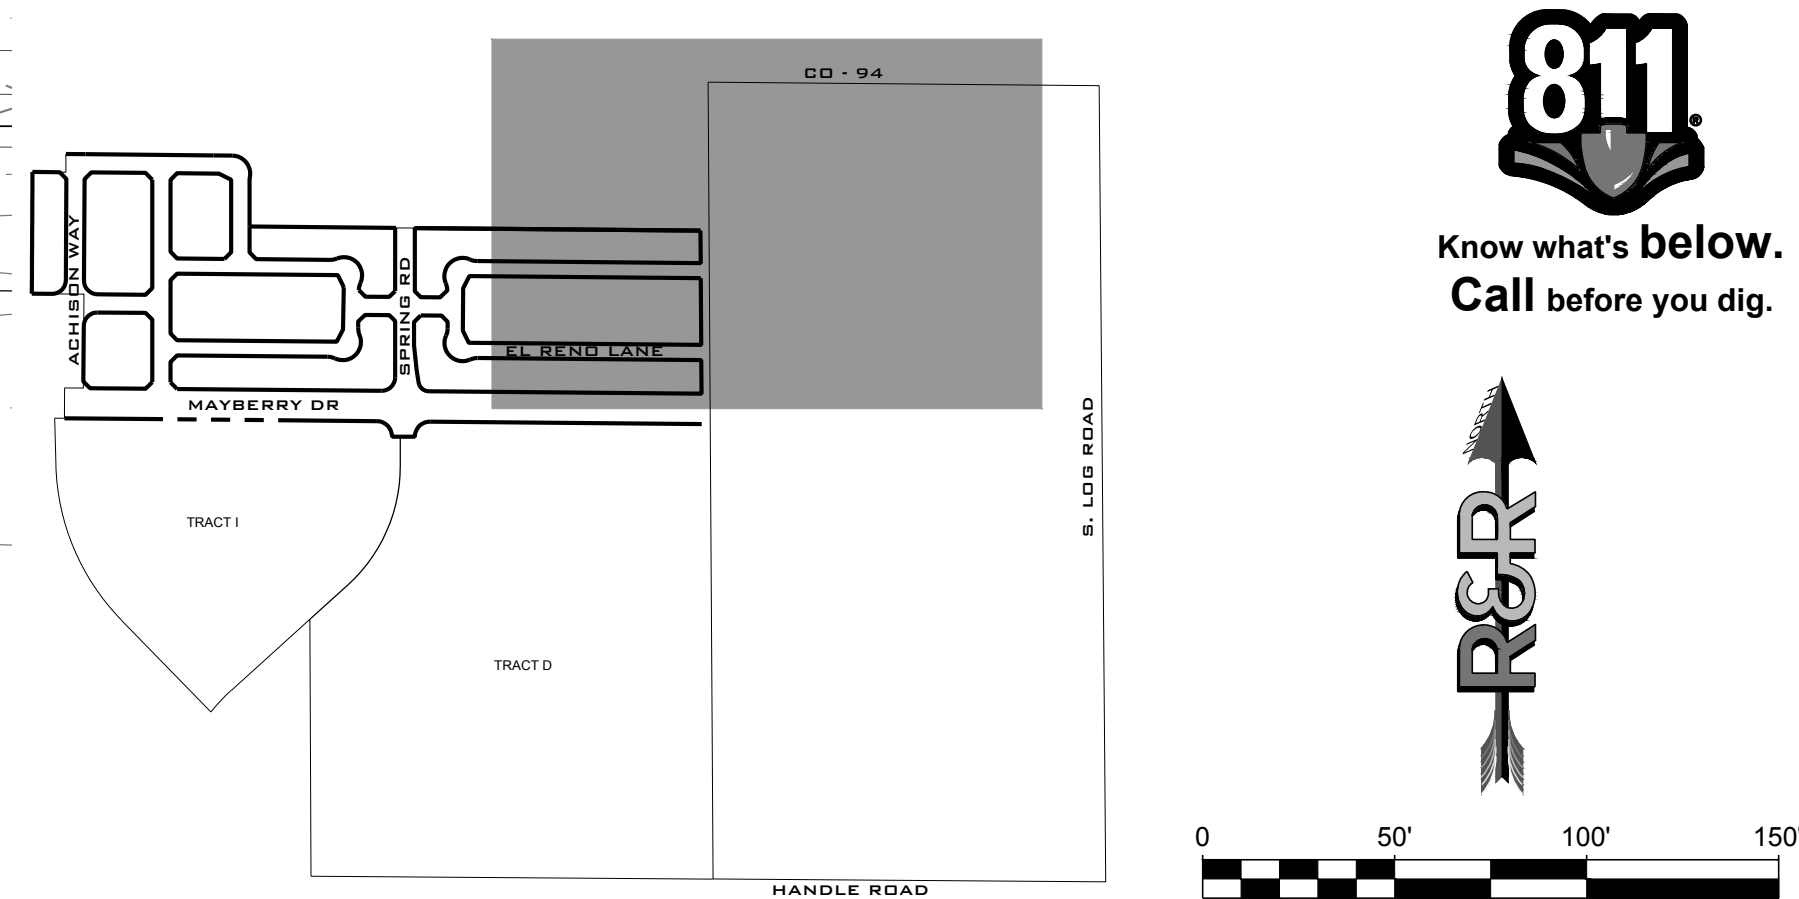 CO - 94
ACHISON WAY
SPRING RD
EL RENO LANE
MAYBERRY DR
S. LOG ROAD
TRACT I
TRACT D
HANDLE ROAD
811®
Know what's below.
Call before you dig.
NORTH
R&R
0 50' 100' 150'